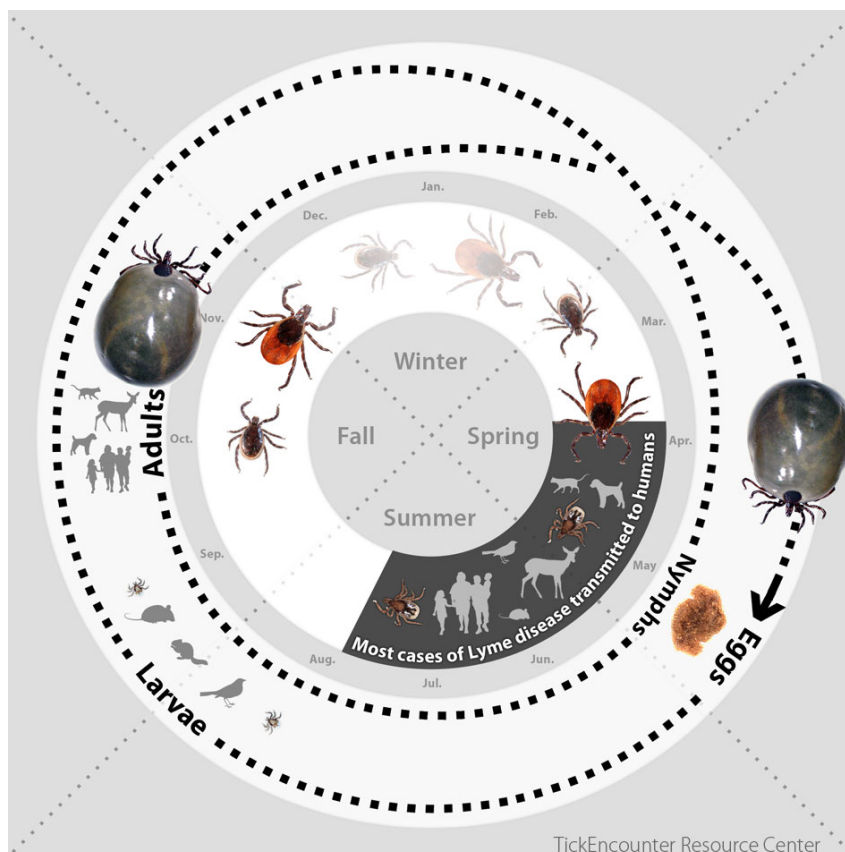 Jan.
Feb.
Mar.
Apr.
May
Jun.
Jul.
Aug.
Sep.
Oct.
Nov.
Dec.
Winter
Spring
Summer
Fall
Most cases of Lyme disease transmitted to humans
Adults
Larvae
Nymphs
Eggs
TickEncounter Resource Center